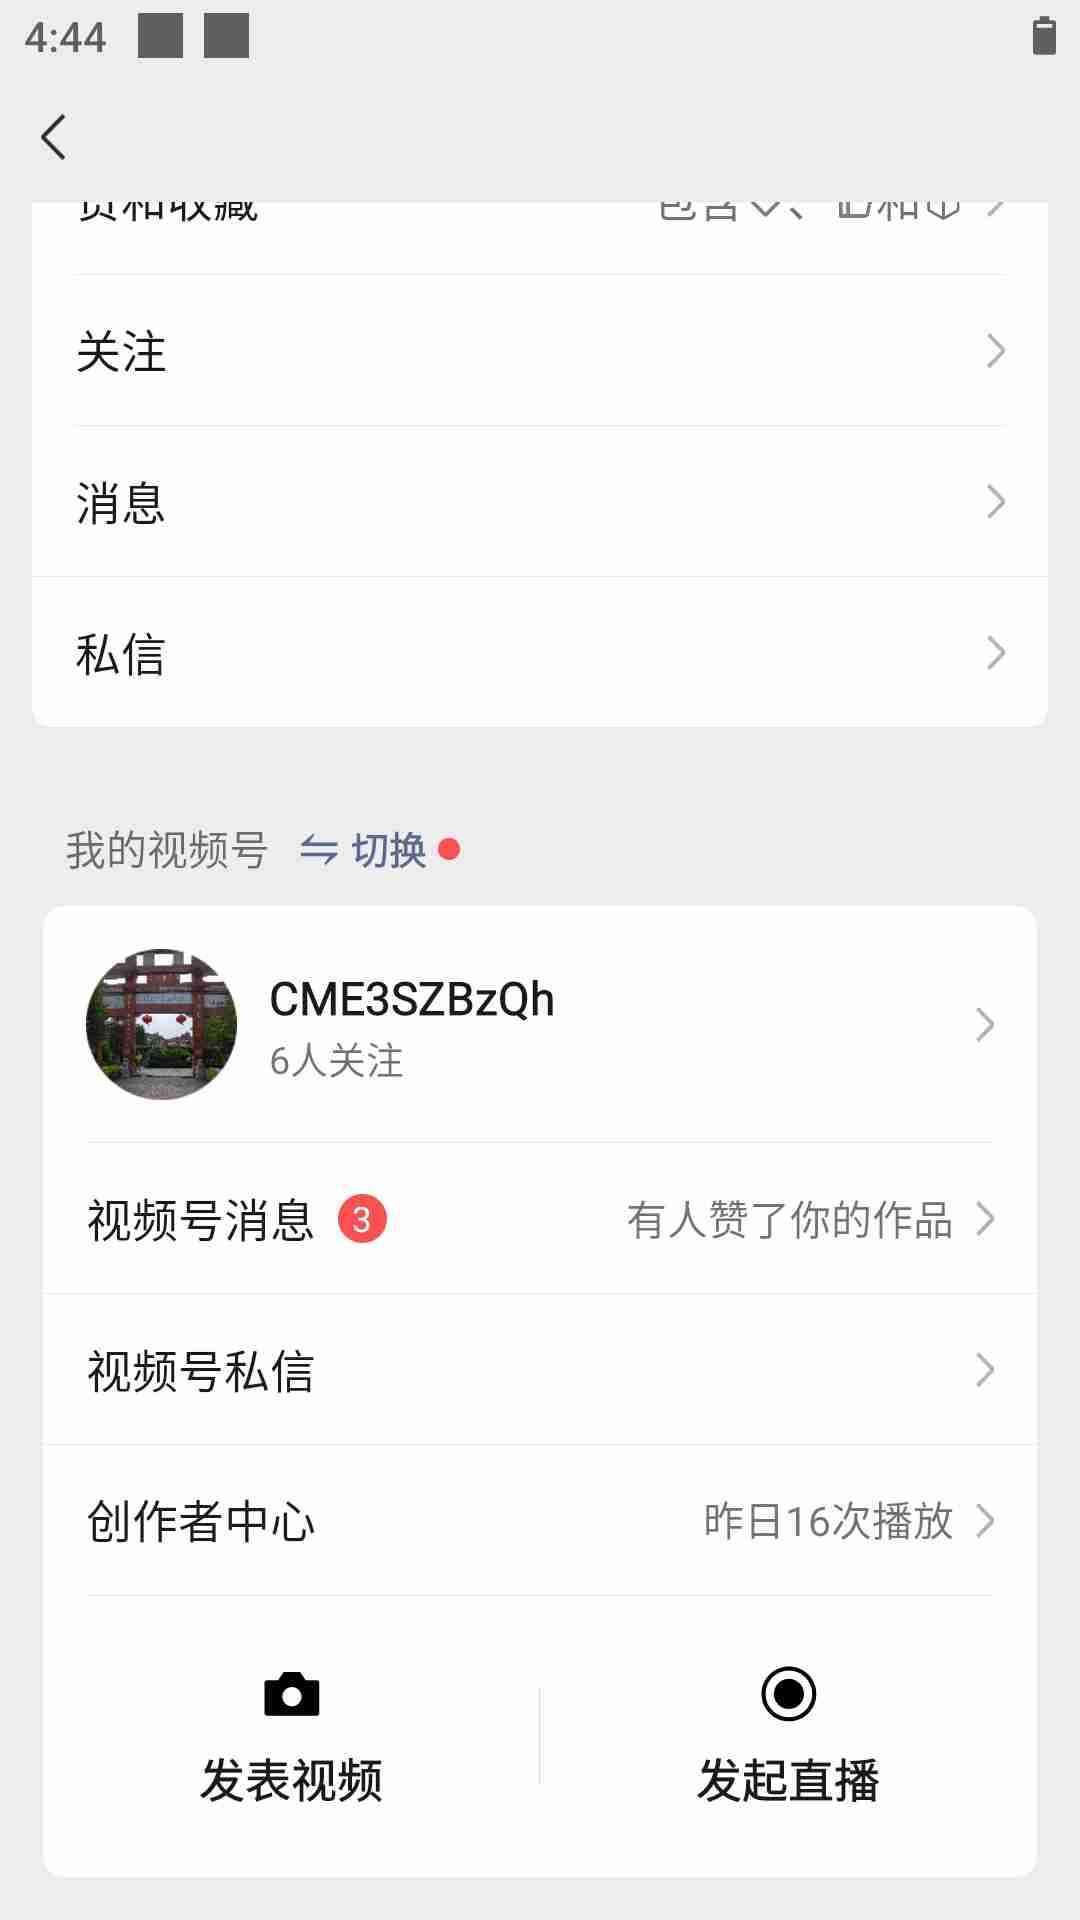 4:44
和收藏
关注
消息
私信
我的视频号 切换
CME3SZBzQh
6人关注
视频号消息 3 有人赞了你的作品
视频号私信
创作者中心 昨日16次播放
发表视频 发起直播